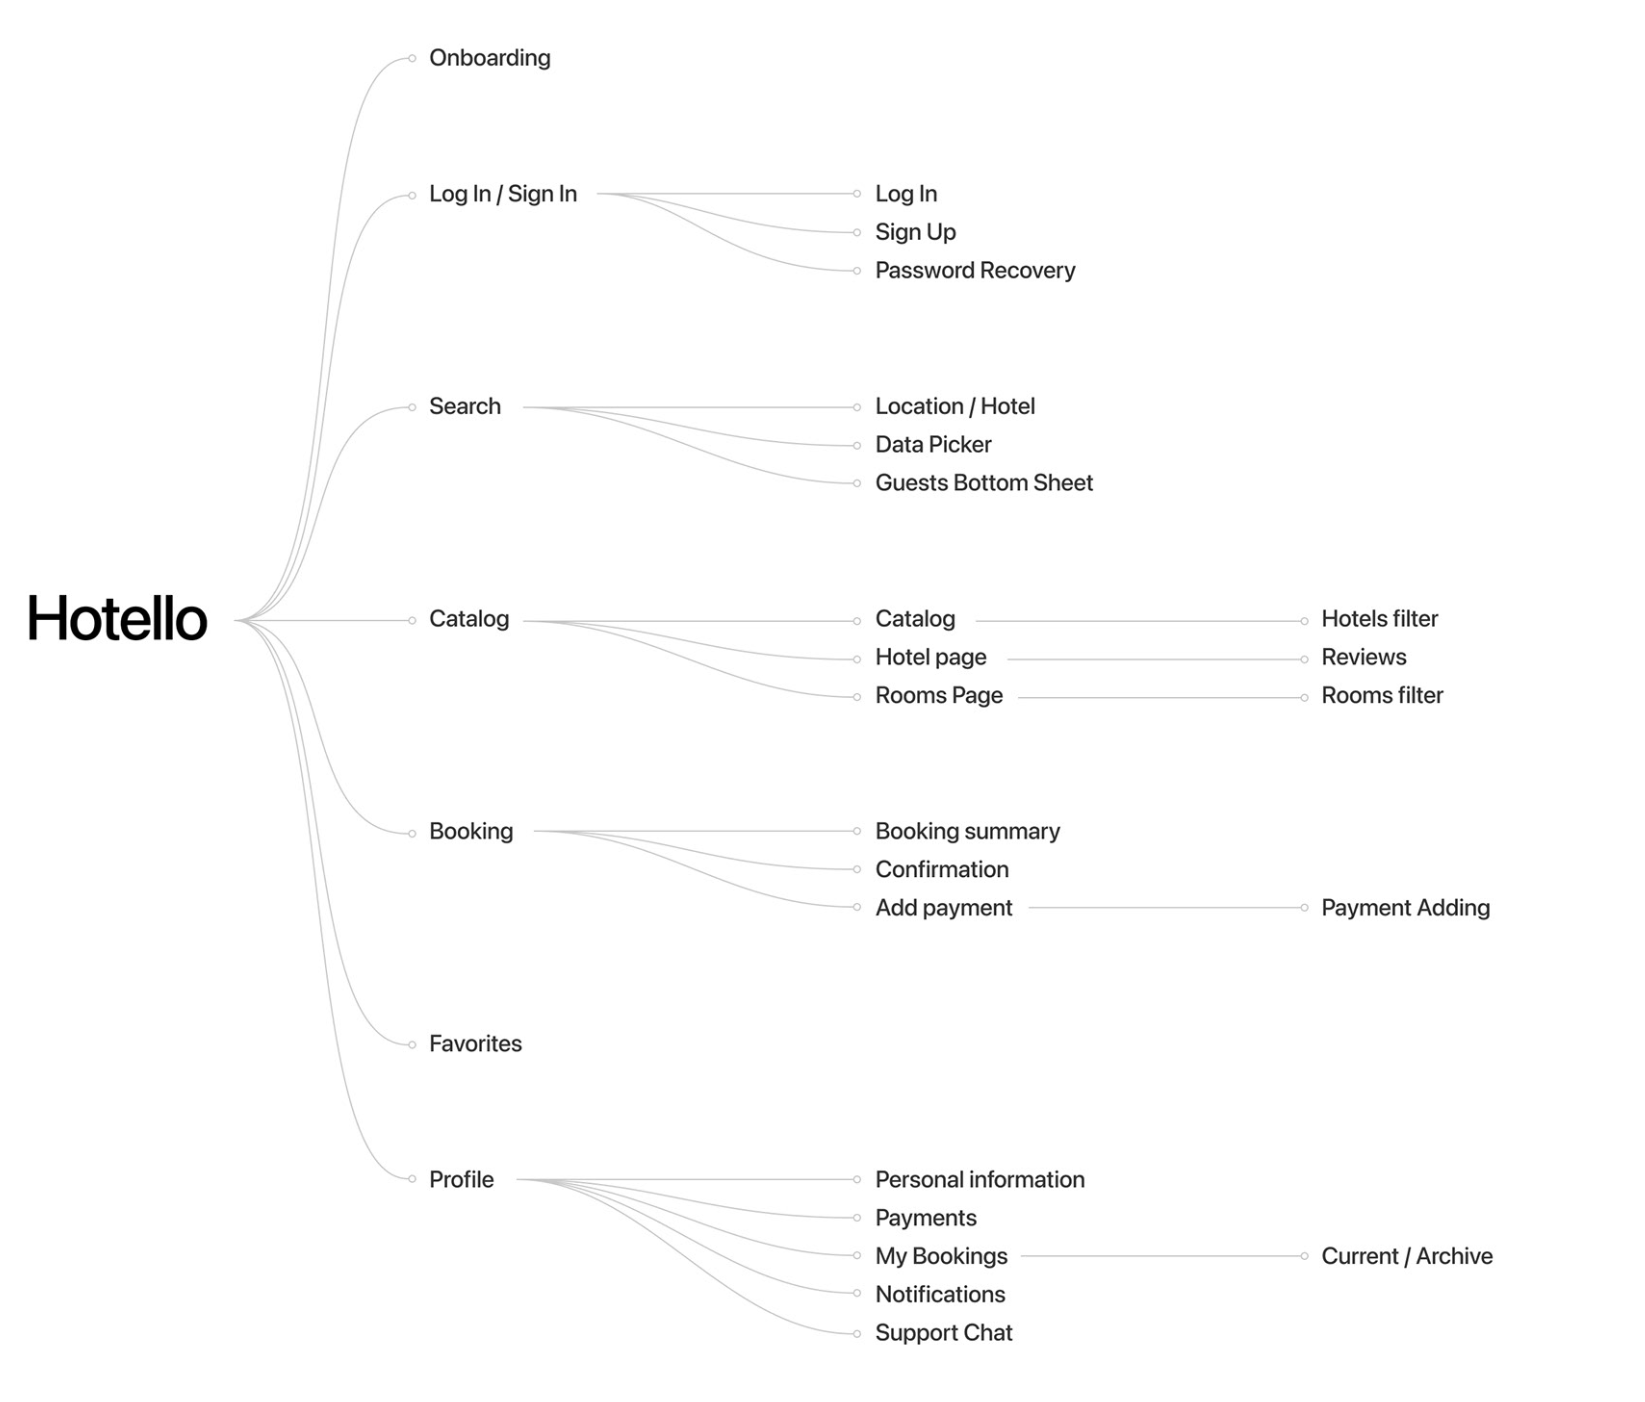 Onboarding
Log In / Sign In
Log In
Sign Up
Password Recovery
Search
Location / Hotel
Data Picker
Guests Bottom Sheet
Hotello
Catalog
Catalog
Hotels filter
Hotel page
Reviews
Rooms Page
Rooms filter
Booking
Booking summary
Confirmation
Add payment
Payment Adding
Favorites
Profile
Personal information
Payments
My Bookings
Current / Archive
Notifications
Support Chat